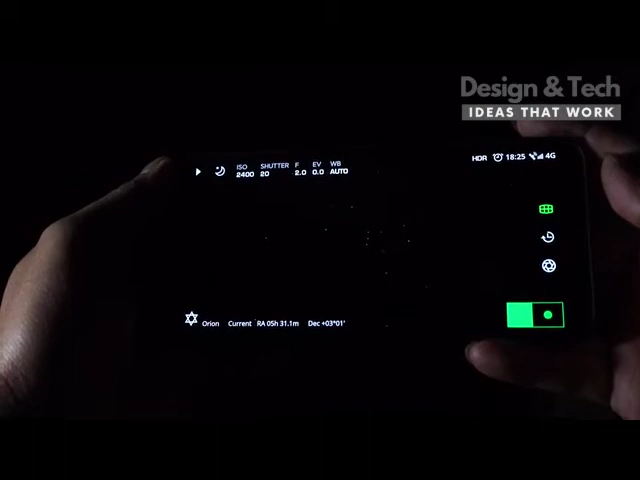 Design & Tech
IDEAS THAT WORK
ISO SHUTTER F EV WB
2400 20 2.0 0.0 AUTO
HDR 18:25 4G
Orion Current RA 05h 31.1m Dec +03°01'